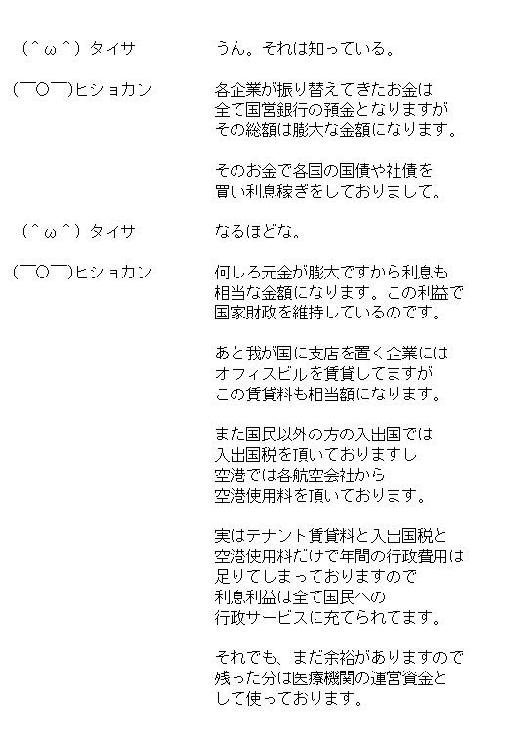 （＾ω＾）タイサ　うん。それは知っている。
(￣○￣)ヒショカン　各企業が振り替えてきたお金は
全て国営銀行の預金となりますが
その総額は膨大な金額になります。
そのお金で各国の国債や社債を
買い利息稼ぎをしておりまして。
（＾ω＾）タイサ　なるほどな。
(￣○￣)ヒショカン　何しろ元金が膨大ですから利息も
相当な金額になります。この利益で
国家財政を維持しているのです。
あと我が国に支店を置く企業には
オフィスビルを賃貸してますが
この賃貸料も相当額になります。
また国民以外の方の入出国では
入出国税を頂いておりますし
空港では各航空会社から
空港使用料を頂いております。
実はテナント賃貸料と入出国税と
空港使用料だけで年間の行政費用は
足りてしまっておりますので
利息利益は全て国民への
行政サービスに充てられてます。
それでも、まだ余裕がありますので
残った分は医療機関の運営資金と
して使っております。